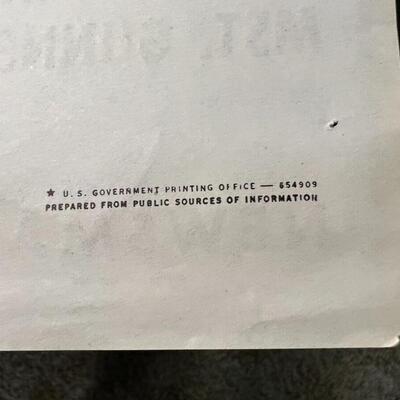 ★ U. S. GOVERNMENT PRINTING OFFICE — 654909
PREPARED FROM PUBLIC SOURCES OF INFORMATION